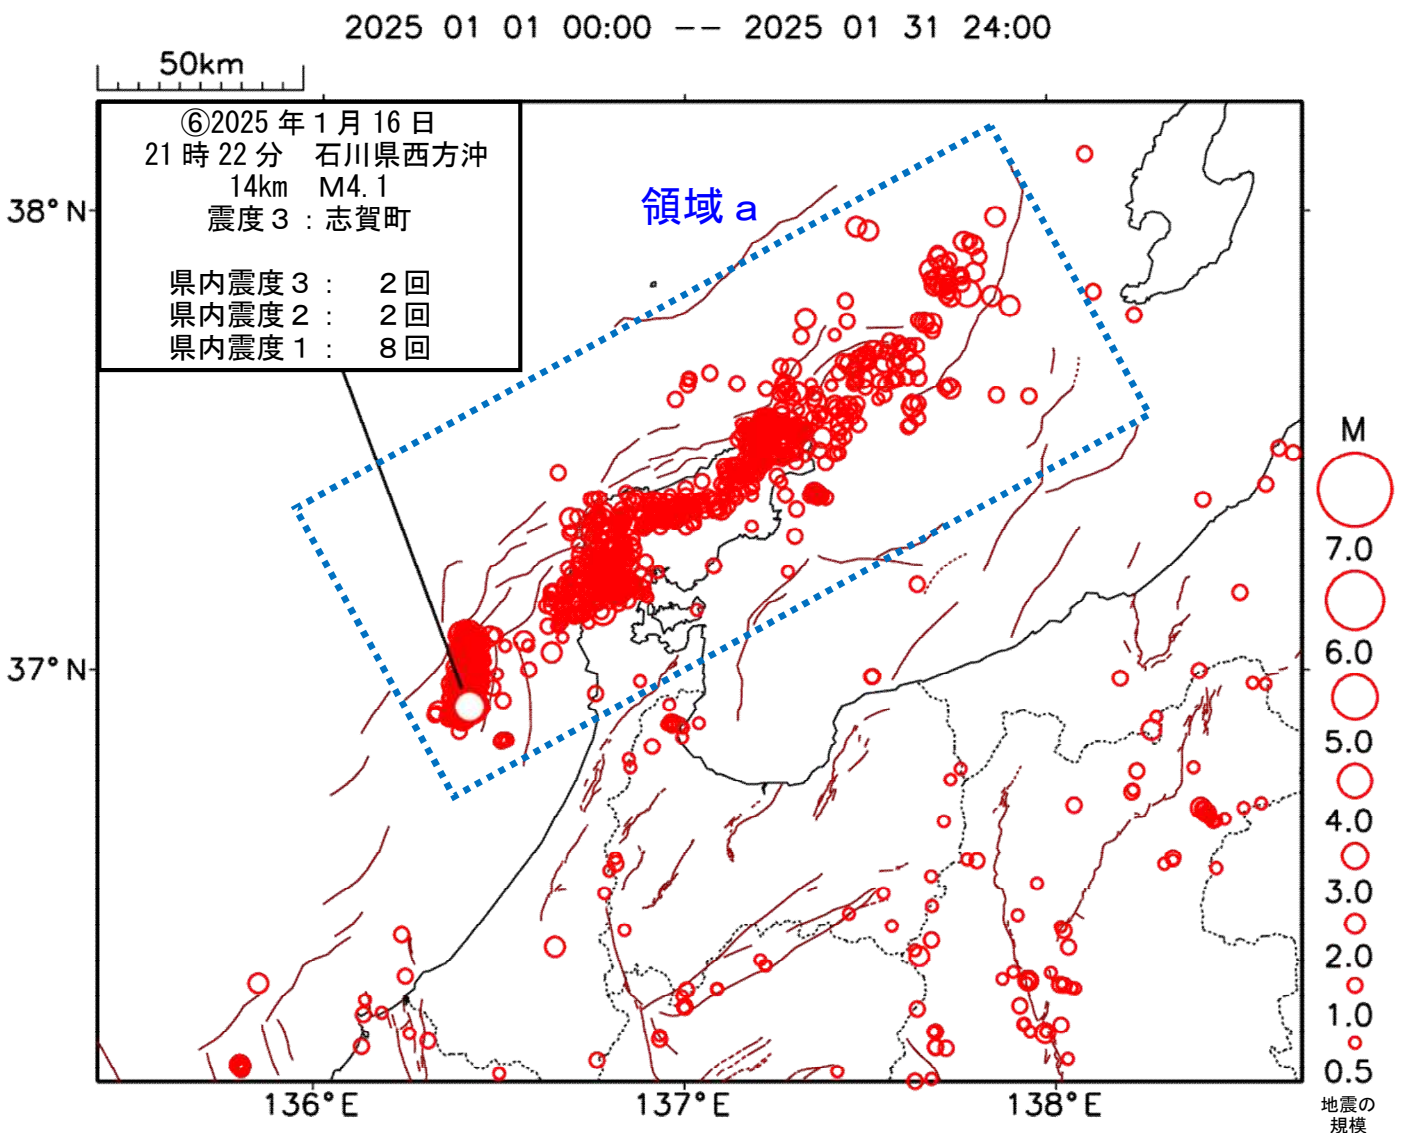 2025 01 01 00:00 -- 2025 01 31 24:00
50km
⑥2025 年 1 月 16 日
21 時 22 分　石川県西方沖
14km　M4.1
震度３：志賀町
県内震度３：　２回
県内震度２：　２回
県内震度１：　８回
領域ａ
38°N
37°N
136°E
137°E
138°E
M
7.0
6.0
5.0
4.0
3.0
2.0
1.0
0.5
地震の
規模